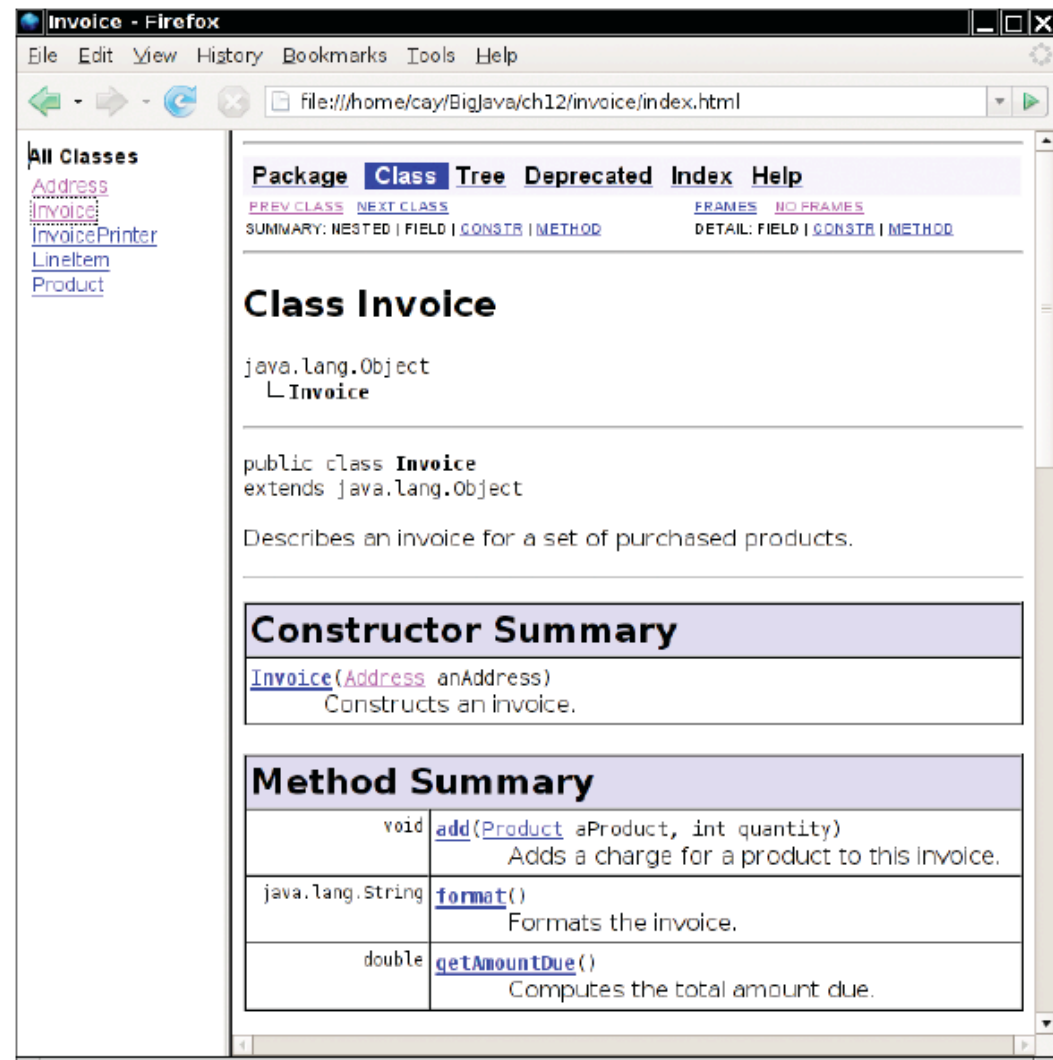 Invoice - Firefox
File Edit View History Bookmarks Tools Help
file:///home/cay/BigJava/ch12/invoice/index.html
All Classes
Address
Invoice
InvoicePrinter
LineItem
Product
Package Class Tree Deprecated Index Help
PREV CLASS NEXT CLASS FRAMES NO FRAMES
SUMMARY: NESTED | FIELD | CONSTR | METHOD DETAIL: FIELD | CONSTR | METHOD
Class Invoice
java.lang.Object
Invoice
public class Invoice
extends java.lang.Object
Describes an invoice for a set of purchased products.
Constructor Summary
Invoice(Address anAddress)
Constructs an invoice.
Method Summary
void add(Product aProduct, int quantity)
Adds a charge for a product to this invoice.
java.lang.String format()
Formats the invoice.
double getAmountDue()
Computes the total amount due.